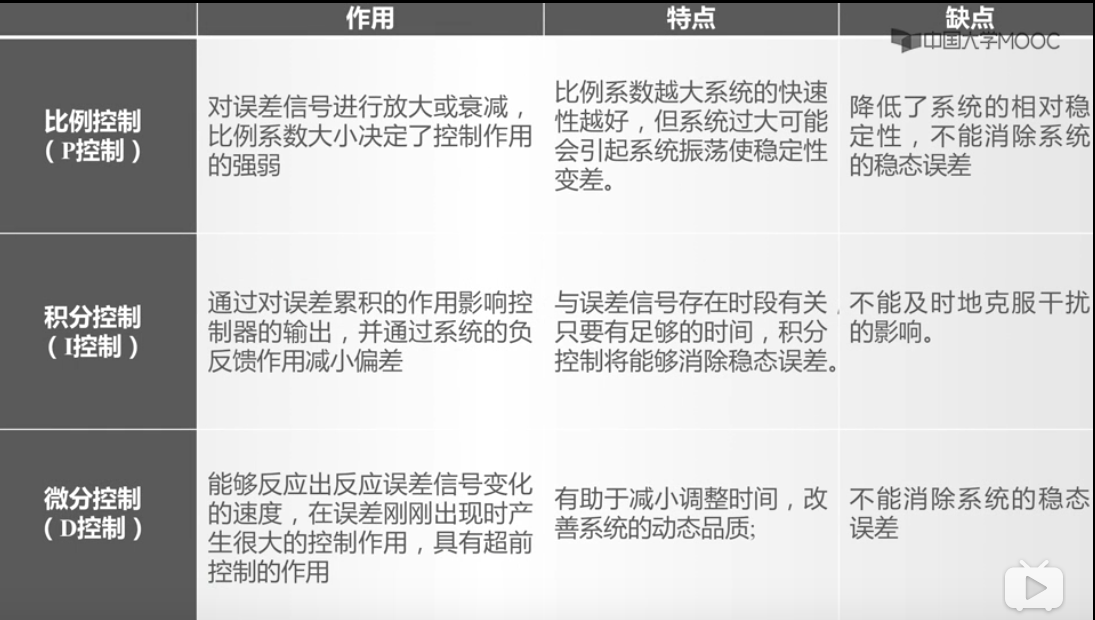 作用
特点
缺点
中国大学MOOC
比例控制
（P控制）
对误差信号进行放大或衰减，
比例系数大小决定了控制作用
的强弱
比例系数越大系统的快速
性越好，但系统过大可能
会引起系统振荡使稳定性
变差。
降低了系统的相对稳
定性，不能消除系统
的稳态误差
积分控制
（I控制）
通过对误差累积的作用影响控
制器的输出，并通过系统的负
反馈作用减小偏差
与误差信号存在时段有关，
只要有足够的时间，积分
控制将能够消除稳态误差。
不能及时地克服干扰
的影响。
微分控制
（D控制）
能够反应出反应误差信号变化
的速度，在误差刚刚出现时产
生很大的控制作用，具有超前
控制的作用
有助于减小调整时间，改
善系统的动态品质;
不能消除系统的稳态
误差